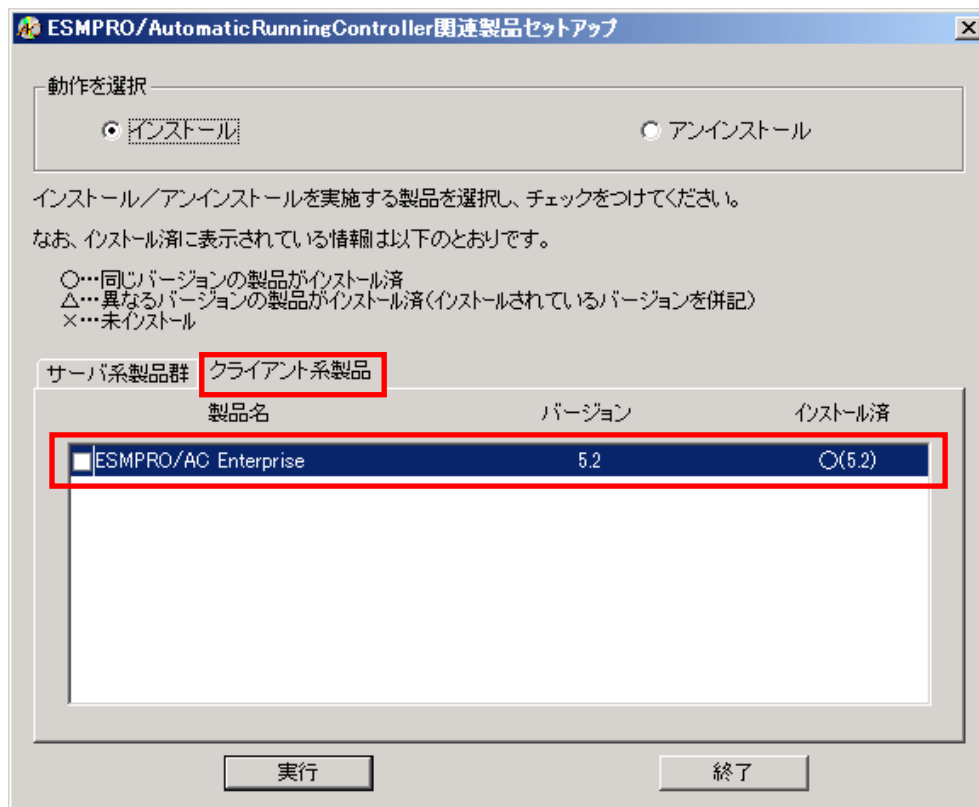 ESMPRO/AutomaticRunningController関連製品セットアップ
動作を選択
インストール
アンインストール
インストール／アンインストールを実施する製品を選択し、チェックをつけてください。
なお、インストール済に表示されている情報は以下のとおりです。
○…同じバージョンの製品がインストール済
△…異なるバージョンの製品がインストール済(インストールされているバージョンを併記)
×…未インストール
サーバ系製品群 クライアント系製品
製品名 バージョン インストール済
ESMPRO/AC Enterprise 5.2 ○(5.2)
実行 終了